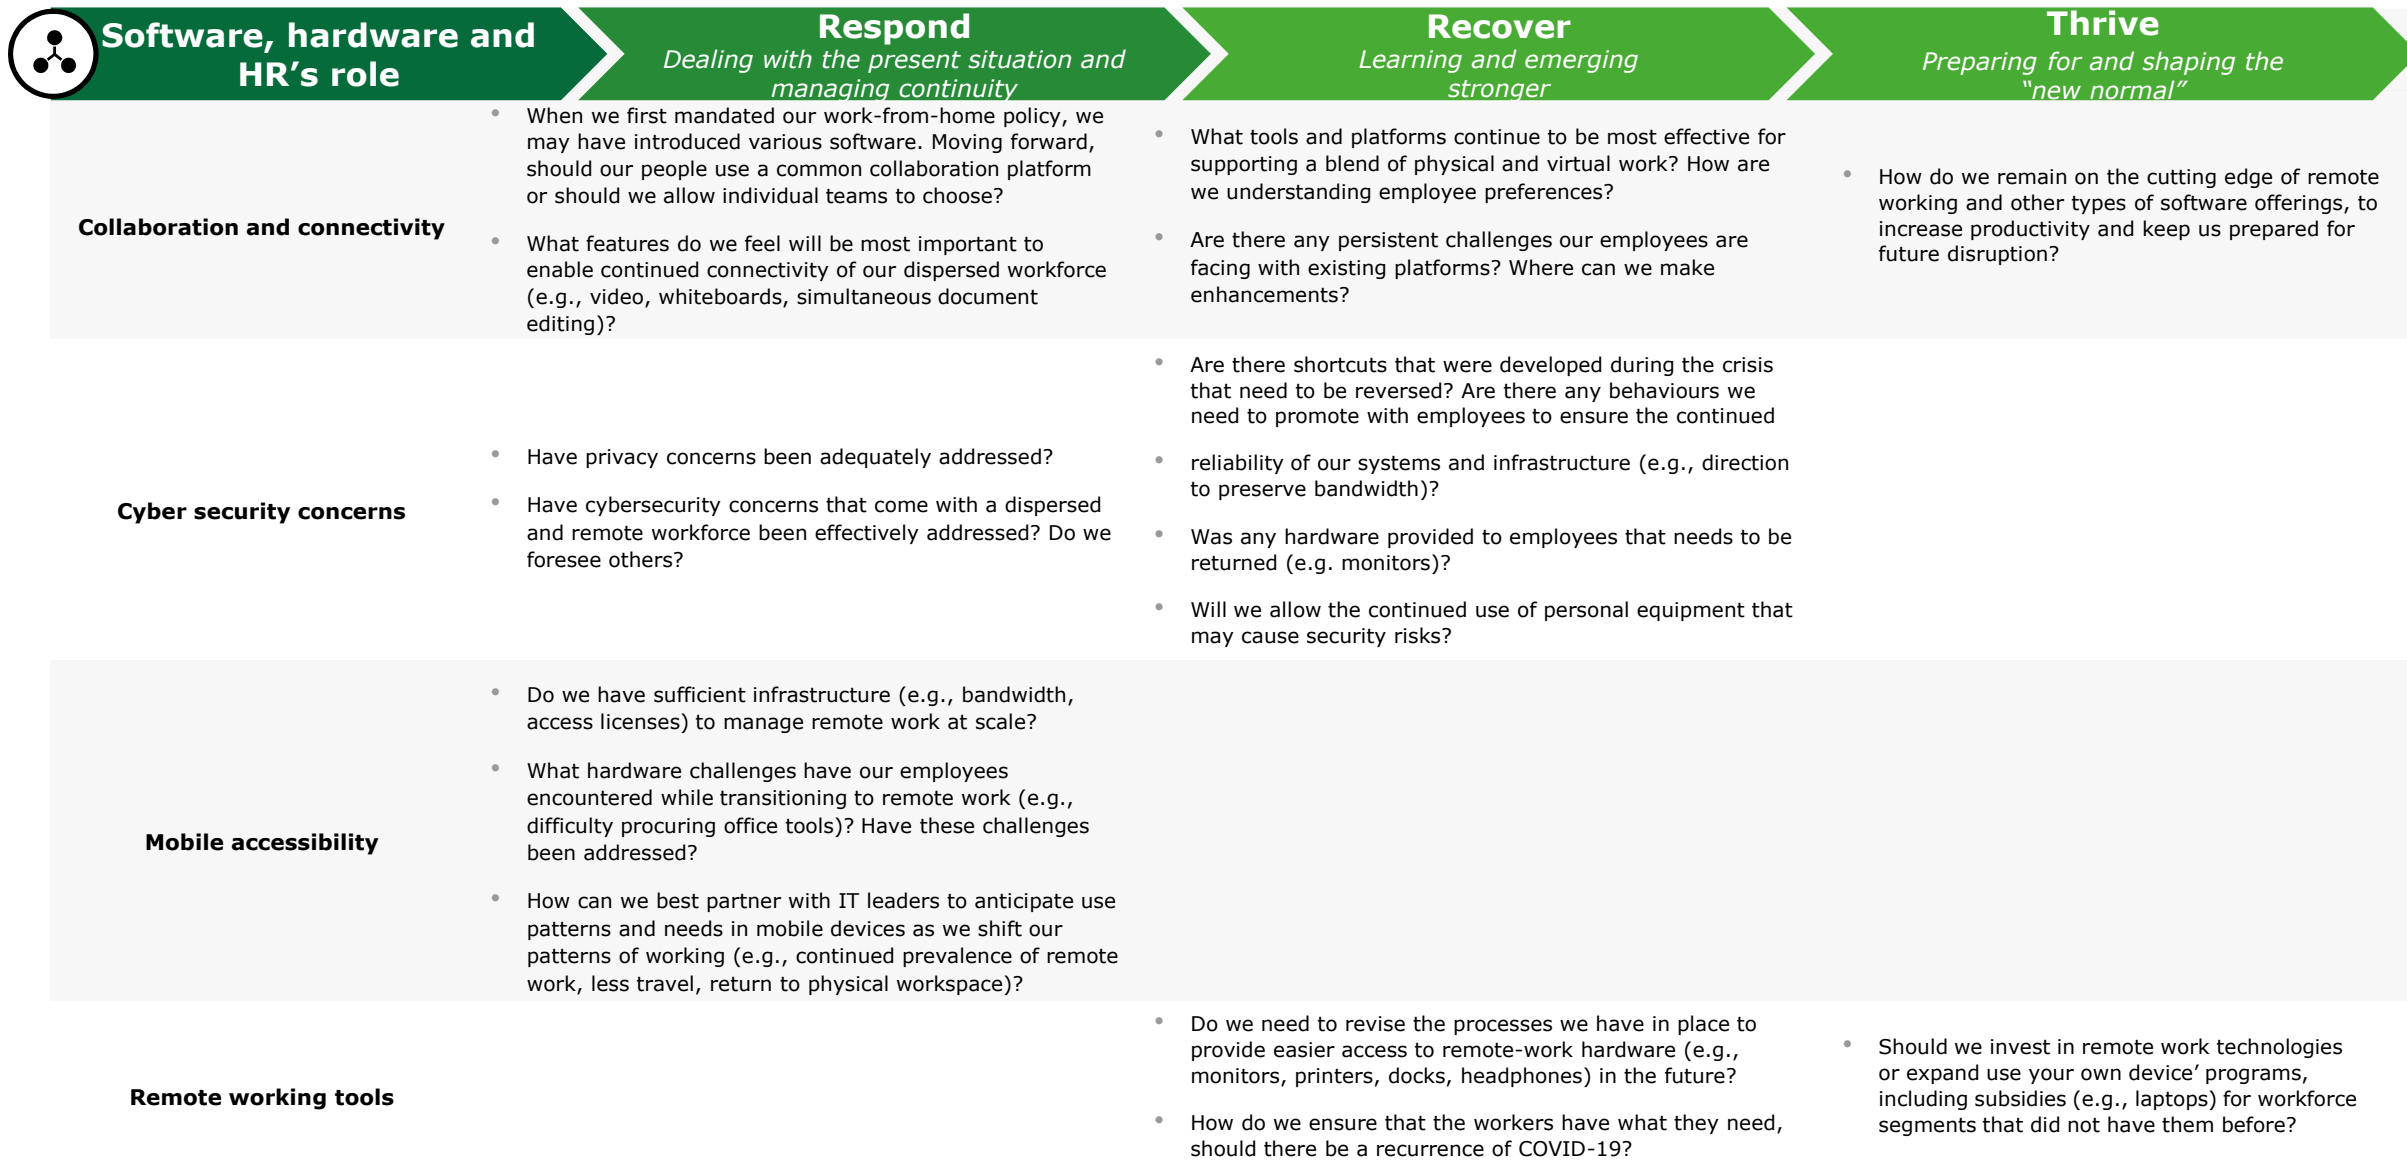 Software, hardware and
HR’s role
Respond
Dealing with the present situation and
managing continuity
Recover
Learning and emerging
stronger
Thrive
Preparing for and shaping the
“new normal”
Collaboration and connectivity
• When we first mandated our work-from-home policy, we
may have introduced various software. Moving forward,
should our people use a common collaboration platform
or should we allow individual teams to choose?
• What features do we feel will be most important to
enable continued connectivity of our dispersed workforce
(e.g., video, whiteboards, simultaneous document
editing)?
• What tools and platforms continue to be most effective for
supporting a blend of physical and virtual work? How are
we understanding employee preferences?
• Are there any persistent challenges our employees are
facing with existing platforms? Where can we make
enhancements?
• How do we remain on the cutting edge of remote
working and other types of software offerings, to
increase productivity and keep us prepared for
future disruption?
Cyber security concerns
• Have privacy concerns been adequately addressed?
• Have cybersecurity concerns that come with a dispersed
and remote workforce been effectively addressed? Do we
foresee others?
• Are there shortcuts that were developed during the crisis
that need to be reversed? Are there any behaviours we
need to promote with employees to ensure the continued
• reliability of our systems and infrastructure (e.g., direction
to preserve bandwidth)?
• Was any hardware provided to employees that needs to be
returned (e.g. monitors)?
• Will we allow the continued use of personal equipment that
may cause security risks?
Mobile accessibility
• Do we have sufficient infrastructure (e.g., bandwidth,
access licenses) to manage remote work at scale?
• What hardware challenges have our employees
encountered while transitioning to remote work (e.g.,
difficulty procuring office tools)? Have these challenges
been addressed?
• How can we best partner with IT leaders to anticipate use
patterns and needs in mobile devices as we shift our
patterns of working (e.g., continued prevalence of remote
work, less travel, return to physical workspace)?
Remote working tools
• Do we need to revise the processes we have in place to
provide easier access to remote-work hardware (e.g.,
monitors, printers, docks, headphones) in the future?
• How do we ensure that the workers have what they need,
should there be a recurrence of COVID-19?
• Should we invest in remote work technologies
or expand use your own device’ programs,
including subsidies (e.g., laptops) for workforce
segments that did not have them before?